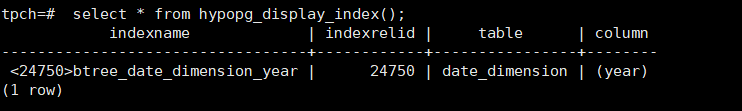 tpch=#  select * from hypopg_display_index();
            indexname             | indexrelid |     table      | column
----------------------------------+------------+----------------+--------
 <24750>btree_date_dimension_year |      24750 | date_dimension | (year)
(1 row)